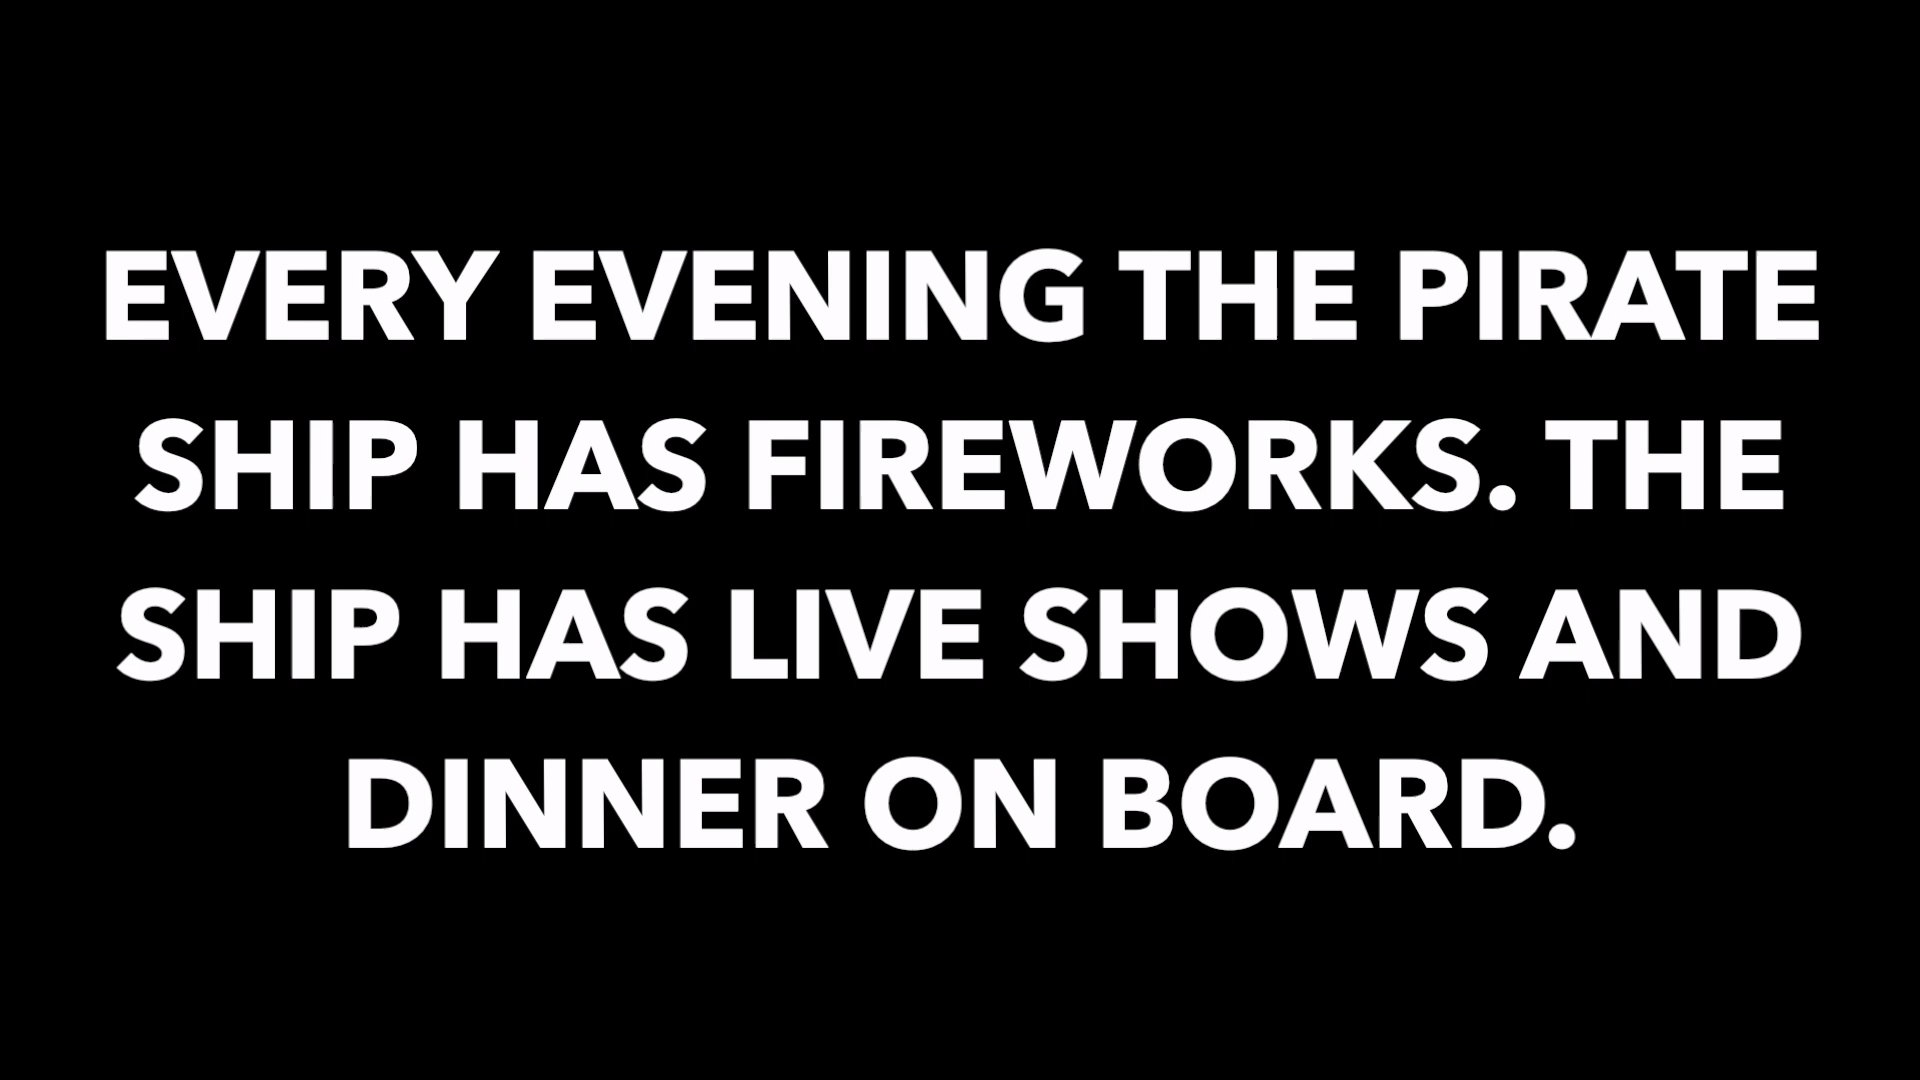 EVERY EVENING THE PIRATE
SHIP HAS FIREWORKS. THE
SHIP HAS LIVE SHOWS AND
DINNER ON BOARD.